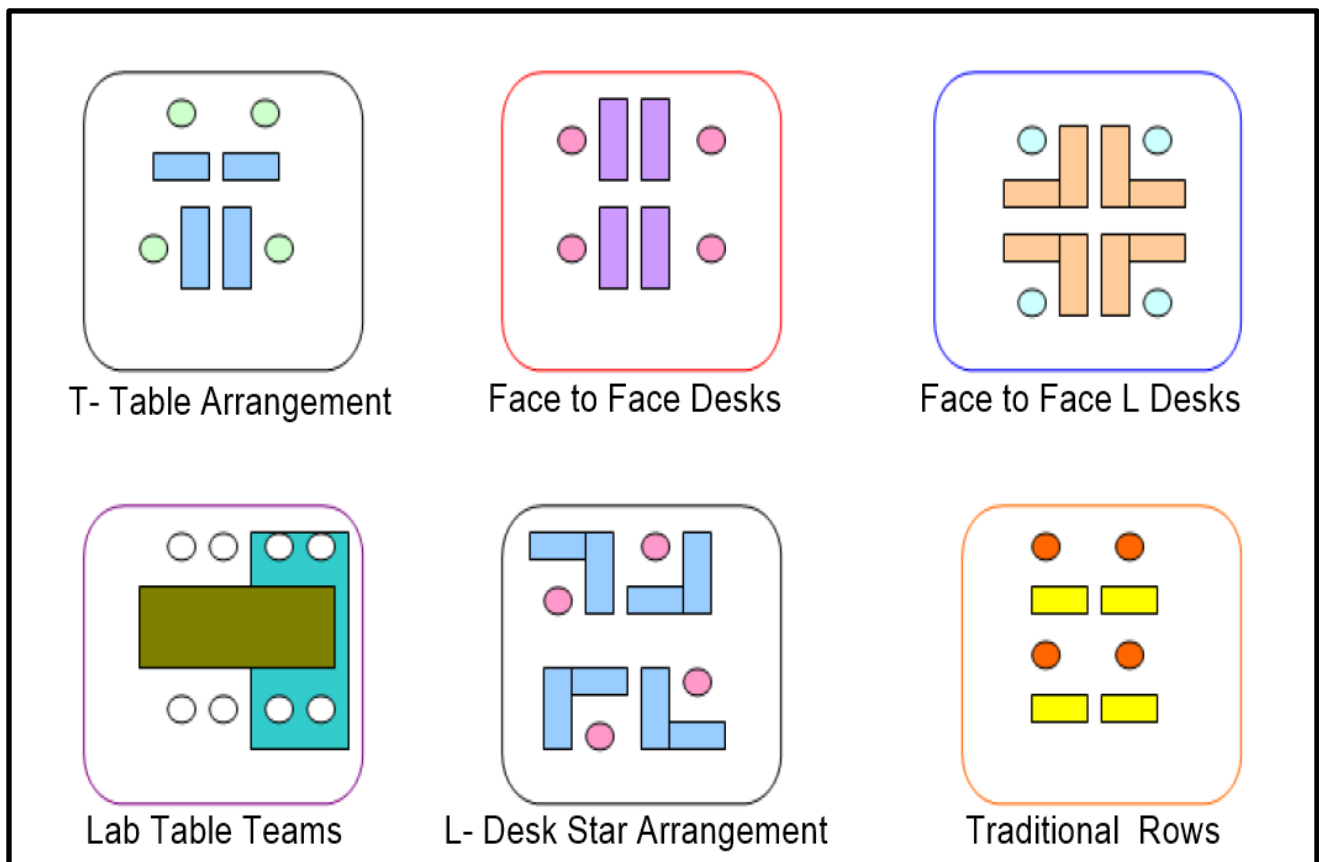 T- Table Arrangement
Face to Face Desks
Face to Face L Desks
Lab Table Teams
L- Desk Star Arrangement
Traditional Rows